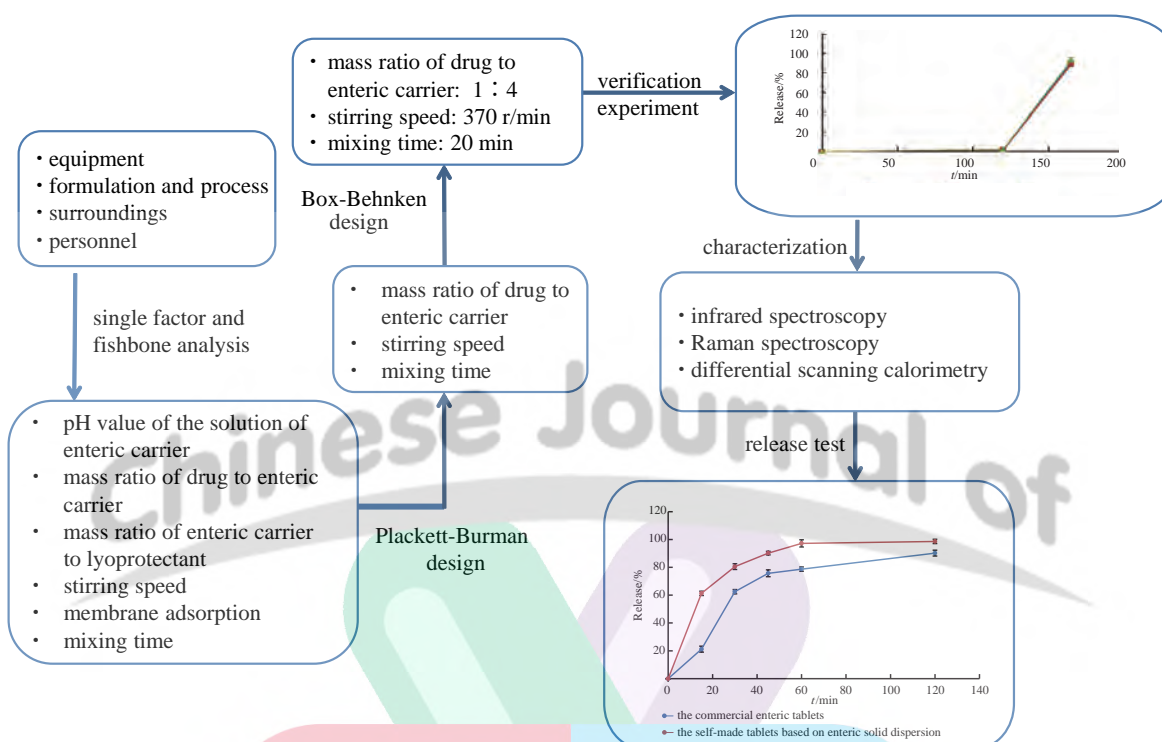 · equipment
· formulation and process
· surroundings
· personnel
single factor and
fishbone analysis
· pH value of the solution of
enteric carrier
· mass ratio of drug to enteric
carrier
· mass ratio of enteric carrier
to lyoprotectant
· stirring speed
· membrane adsorption
· mixing time
Plackett-Burman
design
· mass ratio of drug to
enteric carrier
· stirring speed
· mixing time
Box-Behnken
design
· mass ratio of drug to
enteric carrier: 1∶4
· stirring speed: 370 r/min
· mixing time: 20 min
verification
experiment
120
100
80
60
40
20
Release/%
0 50 100 150 200
t/min
characterization
· infrared spectroscopy
· Raman spectroscopy
· differential scanning calorimetry
release test
120
100
80
60
40
20
Release/%
0 20 40 60 80 100 120 140
t/min
the commercial enteric tablets
the self-made tablets based on enteric solid dispersion
Chinese Journal of